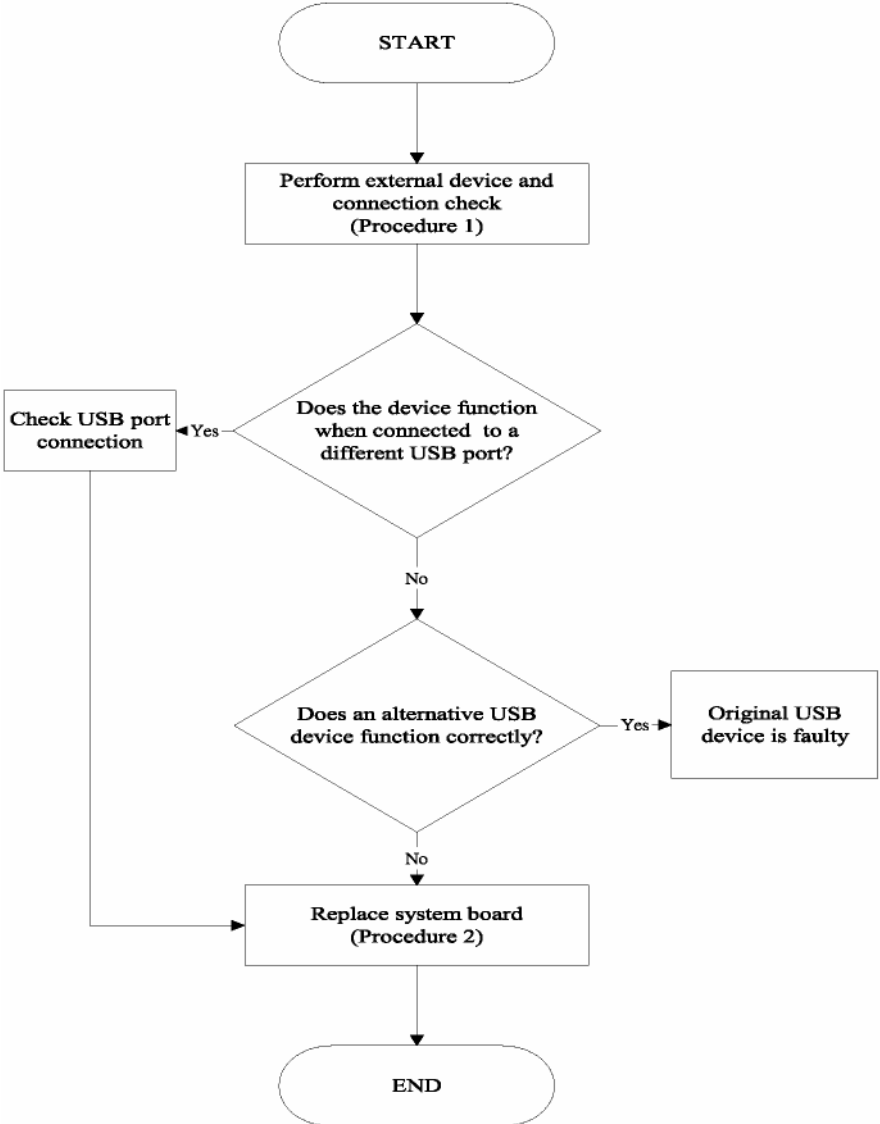 START
Perform external device and
connection check
(Procedure 1)
Does the device function
when connected to a
different USB port?
Yes
Check USB port
connection
No
Does an alternative USB
device function correctly?
Yes
Original USB
device is faulty
No
Replace system board
(Procedure 2)
END